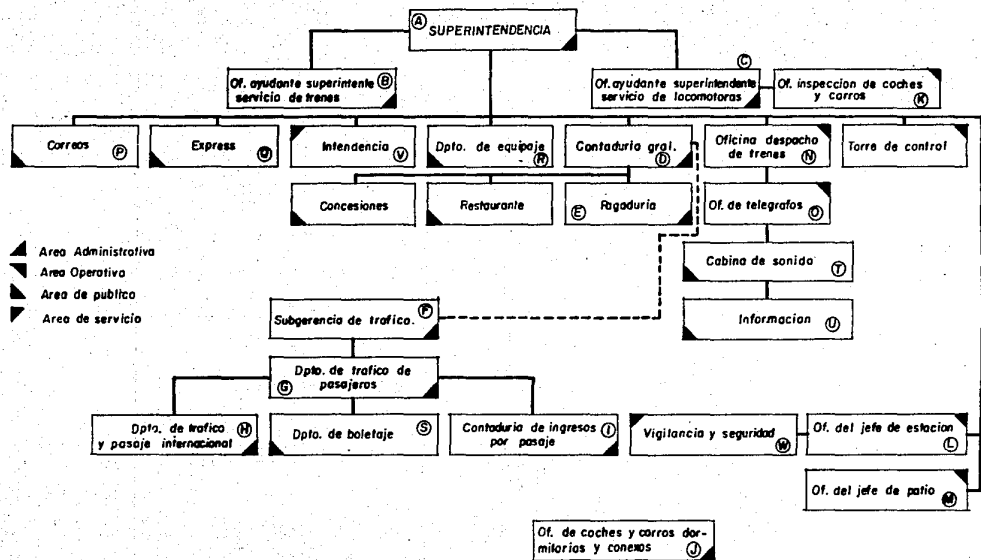 A
SUPERINTENDENCIA
Of. ayudante superintente B
servicio de trenes
C
Of. ayudante superintendente
servicio de locomotoras
Of. inspeccion de coches
y carros K
Correos P
Express Q
Intendencia V
Dpto. de equipaje R
Contaduria gral. D
Oficina despacho
de trenes N
Torre de control
Concesiones
Restaurante
E Pagaduria
Of. de telegrafos O
Cabina de sonido T
Informacion U
Area Administrativa
Area Operativa
Area de publico
Area de servicio
F
Subgerencia de trafico.
Dpto. de trafico de
G pasajeros
Dpto. de trafico H
y pasaje internacional
Dpto. de boletaje S
Contaduria de ingresos I
por pasaje
Vigilancia y seguridad W
Of. del jefe de estacion L
Of. del jefe de patio M
Of. de coches y carros dor-
milorios y conexos J